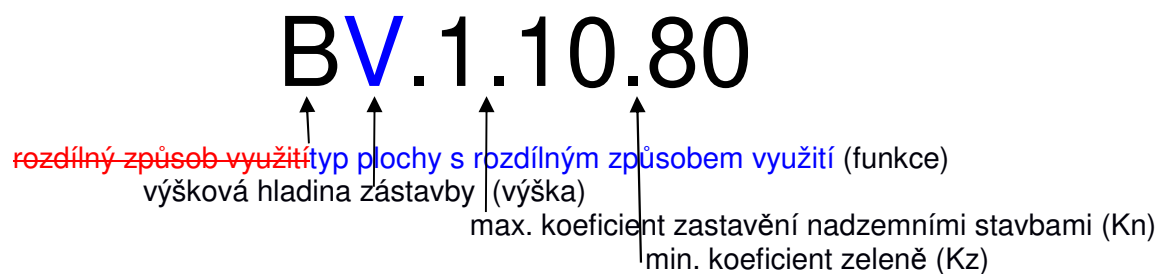 BV.1.10.80
rozdílný způsob využitítyp plochy s rozdílným způsobem využití (funkce)
výšková hladina zástavby (výška)
max. koeficient zastavění nadzemními stavbami (Kn)
min. koeficient zeleně (Kz)